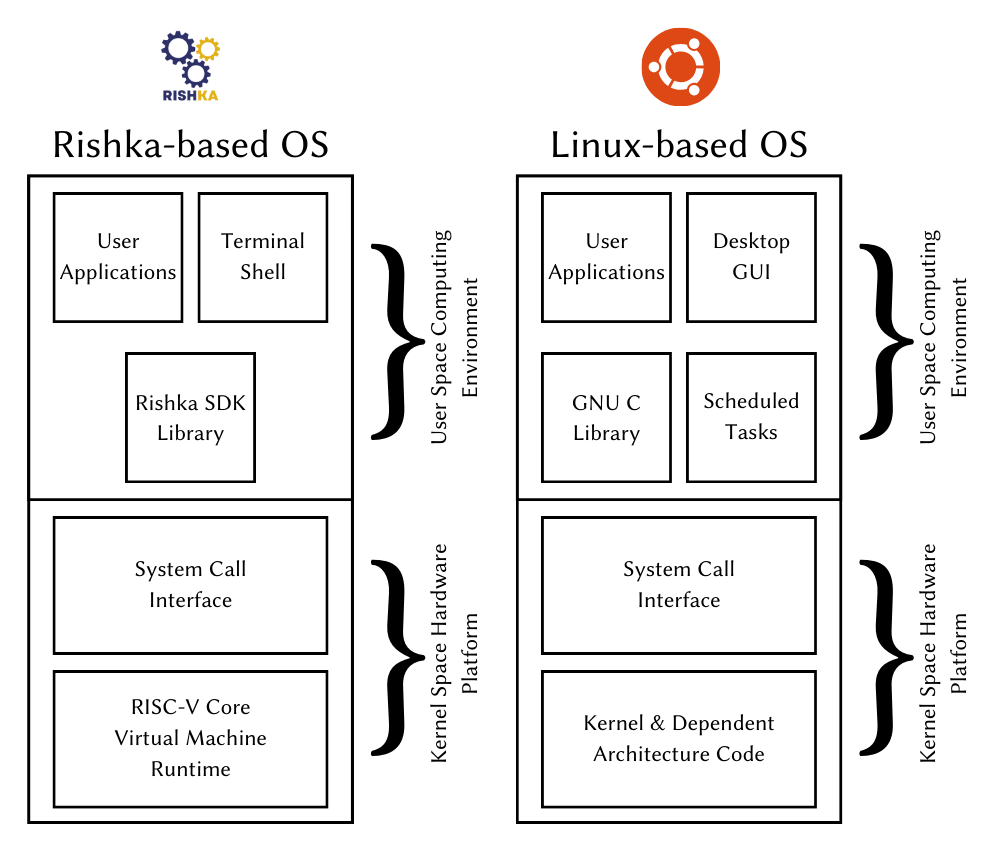 RISHKA
Rishka-based OS
User
Applications
Terminal
Shell
Rishka SDK
Library
User Space Computing
Environment
System Call
Interface
RISC-V Core
Virtual Machine
Runtime
Kernel Space Hardware
Platform
Linux-based OS
User
Applications
Desktop
GUI
GNU C
Library
Scheduled
Tasks
User Space Computing
Environment
System Call
Interface
Kernel & Dependent
Architecture Code
Kernel Space Hardware
Platform